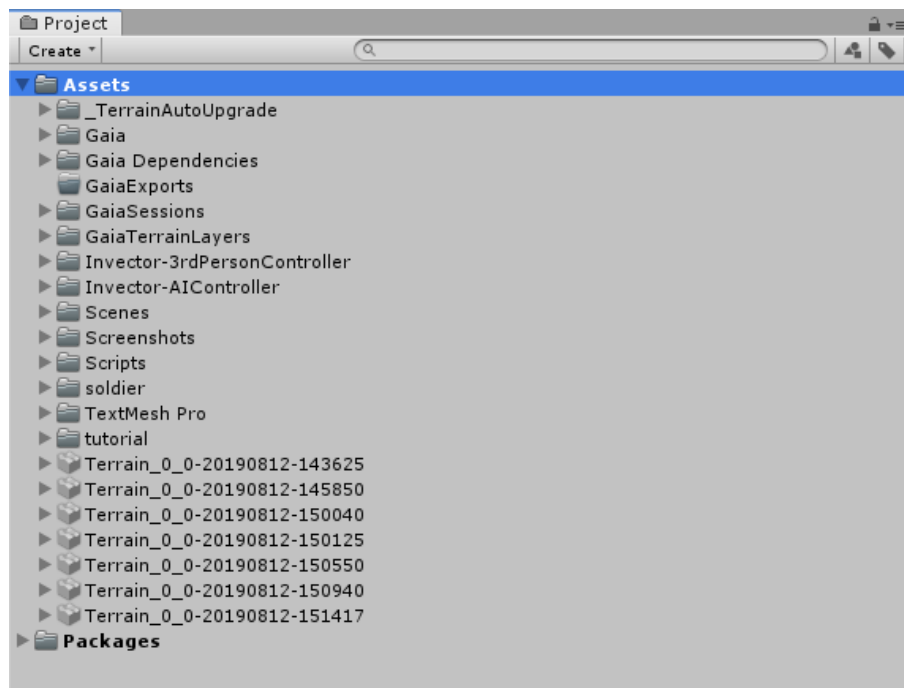 Project
Create
Assets
_TerrainAutoUpgrade
Gaia
Gaia Dependencies
GaiaExports
GaiaSessions
GaiaTerrainLayers
Invector-3rdPersonController
Invector-AIController
Scenes
Screenshots
Scripts
soldier
TextMesh Pro
tutorial
Terrain_0_0-20190812-143625
Terrain_0_0-20190812-145850
Terrain_0_0-20190812-150040
Terrain_0_0-20190812-150125
Terrain_0_0-20190812-150550
Terrain_0_0-20190812-150940
Terrain_0_0-20190812-151417
Packages